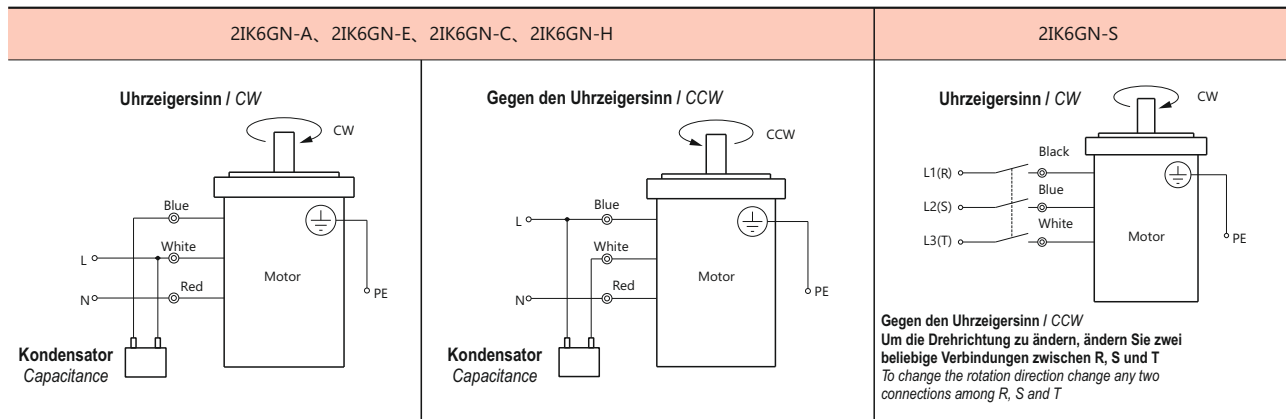 2IK6GN-A、2IK6GN-E、2IK6GN-C、2IK6GN-H
2IK6GN-S
Uhrzeigersinn / CW
CW
Blue
White
L
Motor
Red
N
PE
Kondensator
Capacitance
Gegen den Uhrzeigersinn / CCW
CCW
Blue
L
White
Motor
Red
N
PE
Kondensator
Capacitance
Uhrzeigersinn / CW
CW
Black
L1(R)
Blue
L2(S)
White
L3(T)
Motor
PE
Gegen den Uhrzeigersinn / CCW
Um die Drehrichtung zu ändern, ändern Sie zwei
beliebige Verbindungen zwischen R, S und T
To change the rotation direction change any two
connections among R, S and T